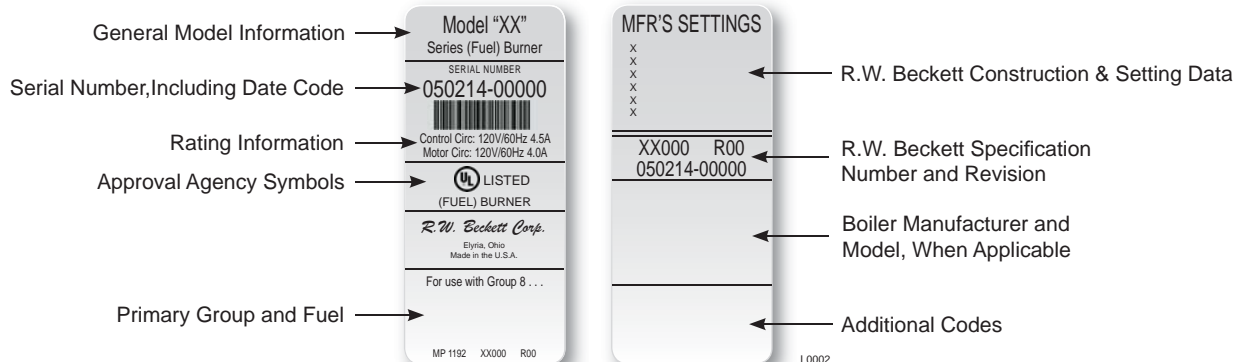 General Model Information
Serial Number,Including Date Code
Rating Information
Approval Agency Symbols
Primary Group and Fuel
Model “XX”
Series (Fuel) Burner
SERIAL NUMBER
050214-00000
Control Circ: 120V/60Hz 4.5A
Motor Circ: 120V/60Hz 4.0A
UL LISTED
(FUEL) BURNER
R.W. Beckett Corp.
Elyria, Ohio
Made in the U.S.A.
For use with Group 8 . . .
MP 1192 XX000 R00
MFR'S SETTINGS
X
X
X
X
X
X
XX000 R00
050214-00000
R.W. Beckett Construction & Setting Data
R.W. Beckett Specification
Number and Revision
Boiler Manufacturer and
Model, When Applicable
Additional Codes